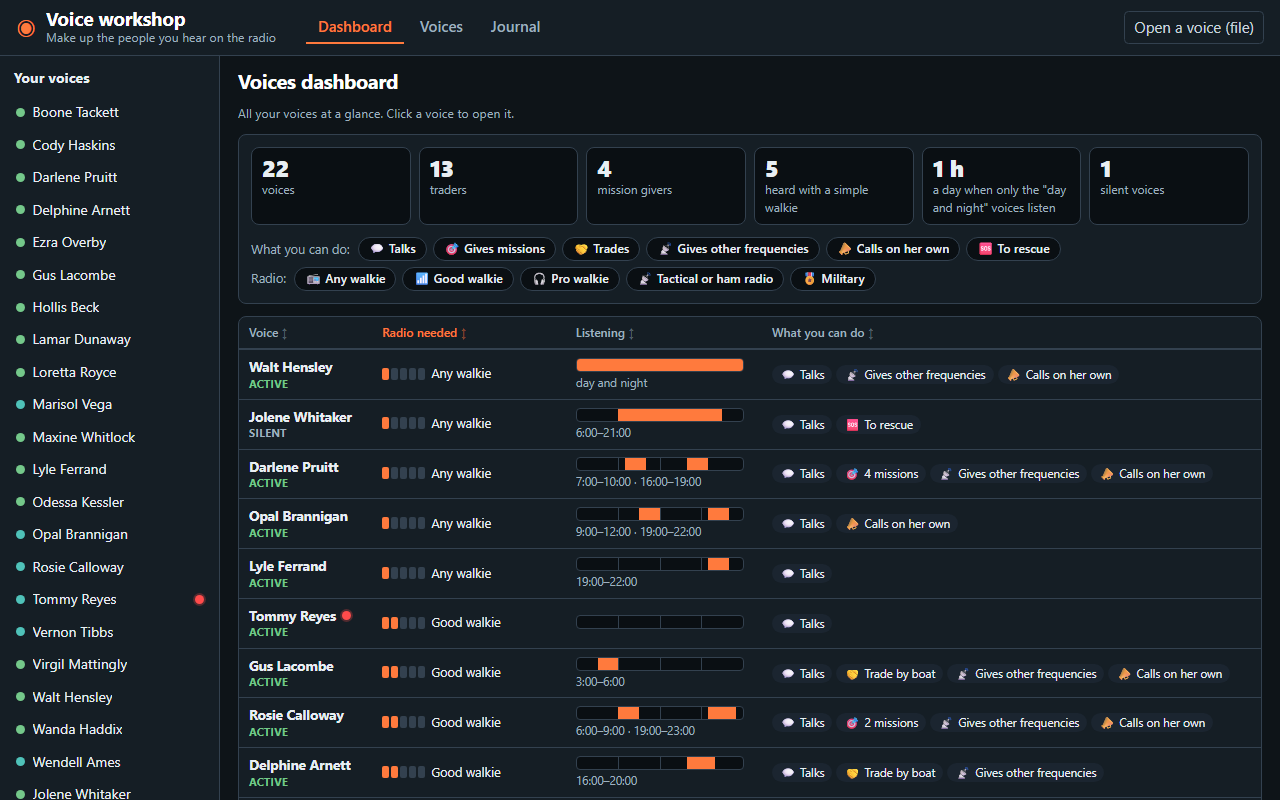 Voice workshop
Make up the people you hear on the radio
Dashboard
Voices
Journal
Open a voice (file)
Your voices
Boone Tackett
Cody Haskins
Darlene Pruitt
Delphine Arnett
Ezra Overby
Gus Lacombe
Hollis Beck
Lamar Dunaway
Loretta Royce
Marisol Vega
Maxine Whitlock
Lyle Ferrand
Odessa Kessler
Opal Brannigan
Rosie Calloway
Tommy Reyes
Vernon Tibbs
Virgil Mattingly
Walt Hensley
Wanda Haddix
Wendell Ames
Jolene Whitaker
Voices dashboard
All your voices at a glance. Click a voice to open it.
22
voices
13
traders
4
mission givers
5
heard with a simple
walkie
1 h
a day when only the "day
and night" voices listen
1
silent voices
What you can do: Talks Gives missions Trades Gives other frequencies Calls on her own SOS To rescue
Radio: Any walkie Good walkie Pro walkie Tactical or ham radio Military
Voice ↕ Radio needed ↕ Listening ↕ What you can do ↕
Walt Hensley
ACTIVE
Any walkie
day and night
Talks Gives other frequencies Calls on her own
Jolene Whitaker
SILENT
Any walkie
6:00–21:00
Talks SOS To rescue
Darlene Pruitt
ACTIVE
Any walkie
7:00–10:00 · 16:00–19:00
Talks 4 missions Gives other frequencies Calls on her own
Opal Brannigan
ACTIVE
Any walkie
9:00–12:00 · 19:00–22:00
Talks Calls on her own
Lyle Ferrand
ACTIVE
Any walkie
19:00–22:00
Talks
Tommy Reyes
ACTIVE
Good walkie
Talks
Gus Lacombe
ACTIVE
Good walkie
3:00–6:00
Talks Trade by boat Gives other frequencies Calls on her own
Rosie Calloway
ACTIVE
Good walkie
6:00–9:00 · 19:00–23:00
Talks 2 missions Gives other frequencies Calls on her own
Delphine Arnett
ACTIVE
Good walkie
16:00–20:00
Talks Trade by boat Gives other frequencies